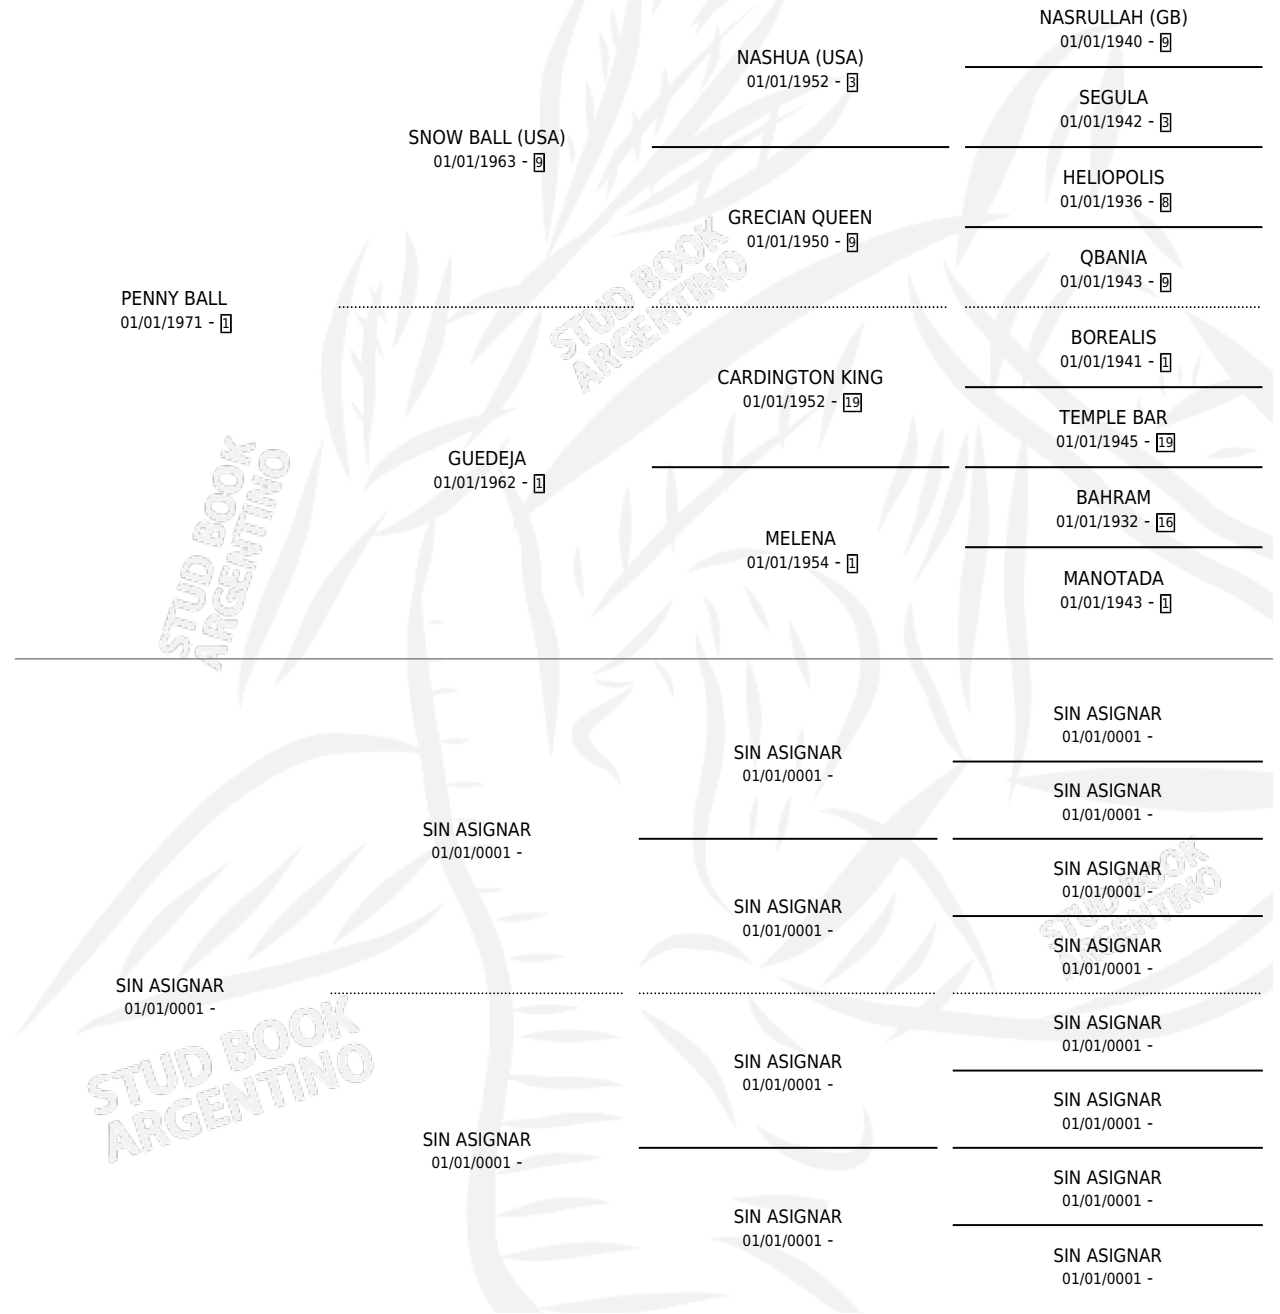 NASRULLAH (GB)
01/01/1940 - 9
NASHUA (USA)
01/01/1952 - 3
SEGULA
01/01/1942 - 3
SNOW BALL (USA)
01/01/1963 - 9
HELIOPOLIS
01/01/1936 - 8
GRECIAN QUEEN
01/01/1950 - 9
QBANIA
01/01/1943 - 9
PENNY BALL
01/01/1971 - 1
BOREALIS
01/01/1941 - 1
CARDINGTON KING
01/01/1952 - 19
TEMPLE BAR
01/01/1945 - 19
GUEDEJA
01/01/1962 - 1
BAHRAM
01/01/1932 - 16
MELENA
01/01/1954 - 1
MANOTADA
01/01/1943 - 1
STUD BOOK
ARGENTINO
STUD BOOK
ARGENTINO
SIN ASIGNAR
01/01/0001 -
SIN ASIGNAR
01/01/0001 -
SIN ASIGNAR
01/01/0001 -
SIN ASIGNAR
01/01/0001 -
SIN ASIGNAR
01/01/0001 -
SIN ASIGNAR
01/01/0001 -
SIN ASIGNAR
01/01/0001 -
SIN ASIGNAR
01/01/0001 -
SIN ASIGNAR
01/01/0001 -
SIN ASIGNAR
01/01/0001 -
SIN ASIGNAR
01/01/0001 -
SIN ASIGNAR
01/01/0001 -
SIN ASIGNAR
01/01/0001 -
SIN ASIGNAR
01/01/0001 -
SIN ASIGNAR
01/01/0001 -
STUD BOOK
ARGENTINO
STUD BOOK
ARGENTINO